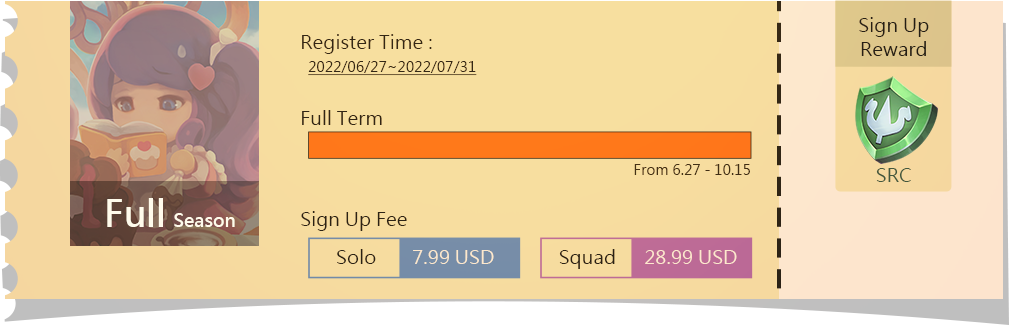 Full Season
Register Time :
2022/06/27~2022/07/31
Full Term
From 6.27 - 10.15
Sign Up Fee
Solo 7.99 USD
Squad 28.99 USD
Sign Up
Reward
SRC